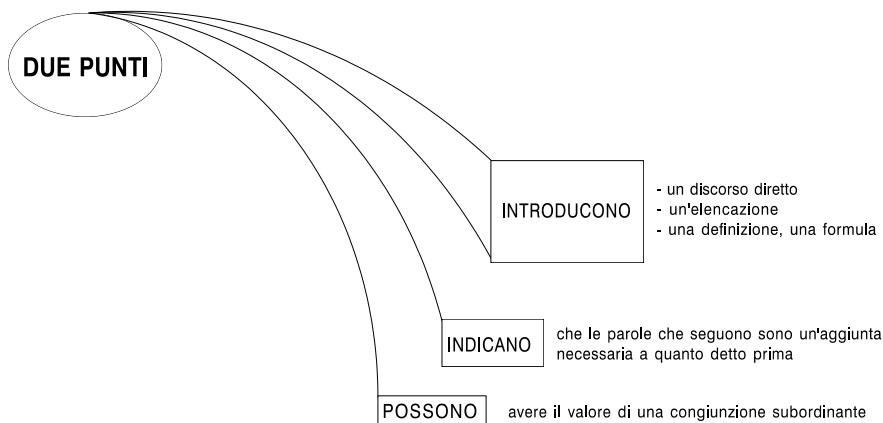 DUE PUNTI
INTRODUCONO
- un discorso diretto
- un'elencazione
- una definizione, una formula
INDICANO
che le parole che seguono sono un'aggiunta
necessaria a quanto detto prima
POSSONO
avere il valore di una congiunzione subordinante